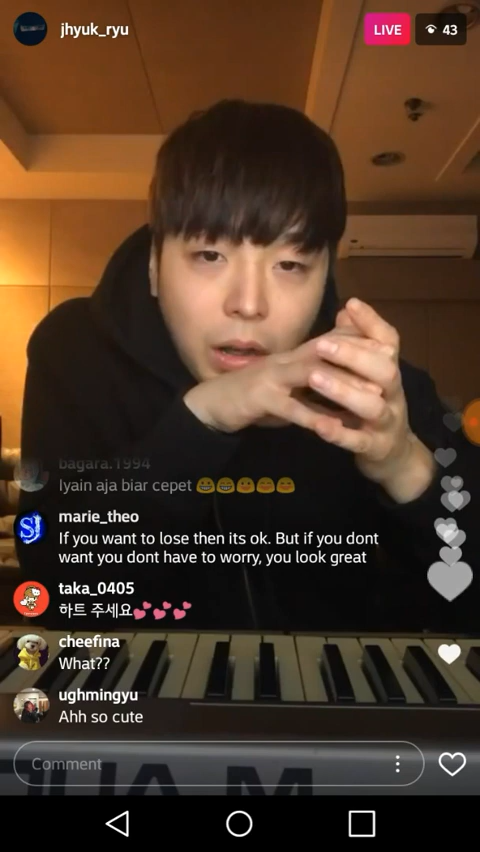 jhyuk_ryu
LIVE
43
bagara.1994
Iyain aja biar cepet 😂😂😊😊😊
marie_theo
If you want to lose then its ok. But if you dont
want you dont have to worry, you look great
taka_0405
하트 주세요💕💕💕
cheefina
What??
ughmingyu
Ahh so cute
Comment